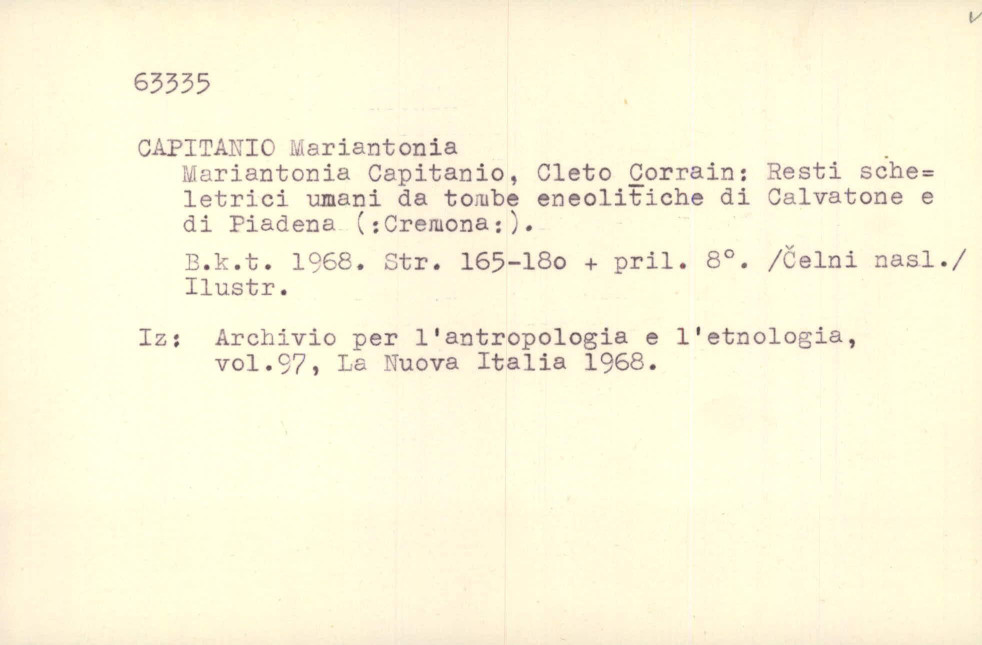 63335
CAPITANIO Mariantonia
Mariantonia Capitanio, Cleto Corrain: Resti sche=
letrici umani da tombe eneolitiche di Calvatone e
di Piadena (:Cremona:).
B.k.t. 1968. Str. 165-18o + pril. 8°. /Čelni nasl./
Ilustr.
Iz: Archivio per l'antropologia e l'etnologia,
vol.97, La Nuova Italia 1968.